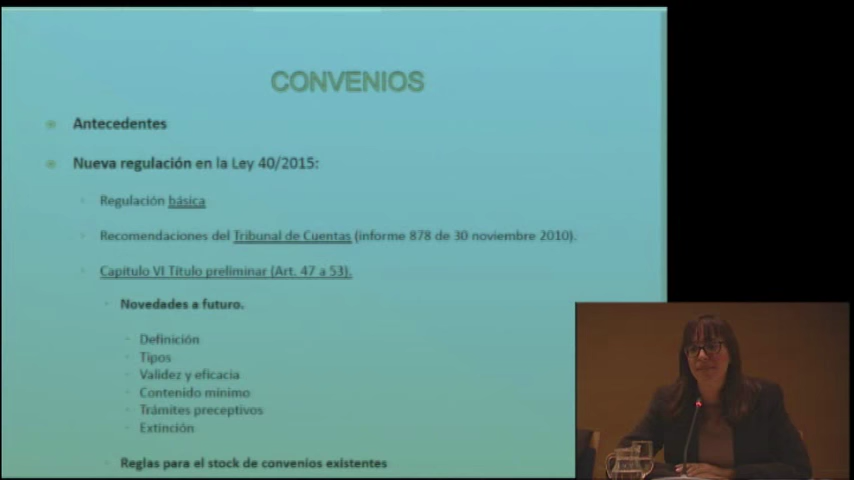 CONVENIOS
Antecedentes
Nueva regulación en la Ley 40/2015:
Regulación básica
Recomendaciones del Tribunal de Cuentas (informe 878 de 30 noviembre 2010).
Capítulo VI Título preliminar (Art. 47 a 53).
Novedades a futuro.
Definición
Tipos
Validez y eficacia
Contenido mínimo
Trámites preceptivos
Extinción
Reglas para el stock de convenios existentes